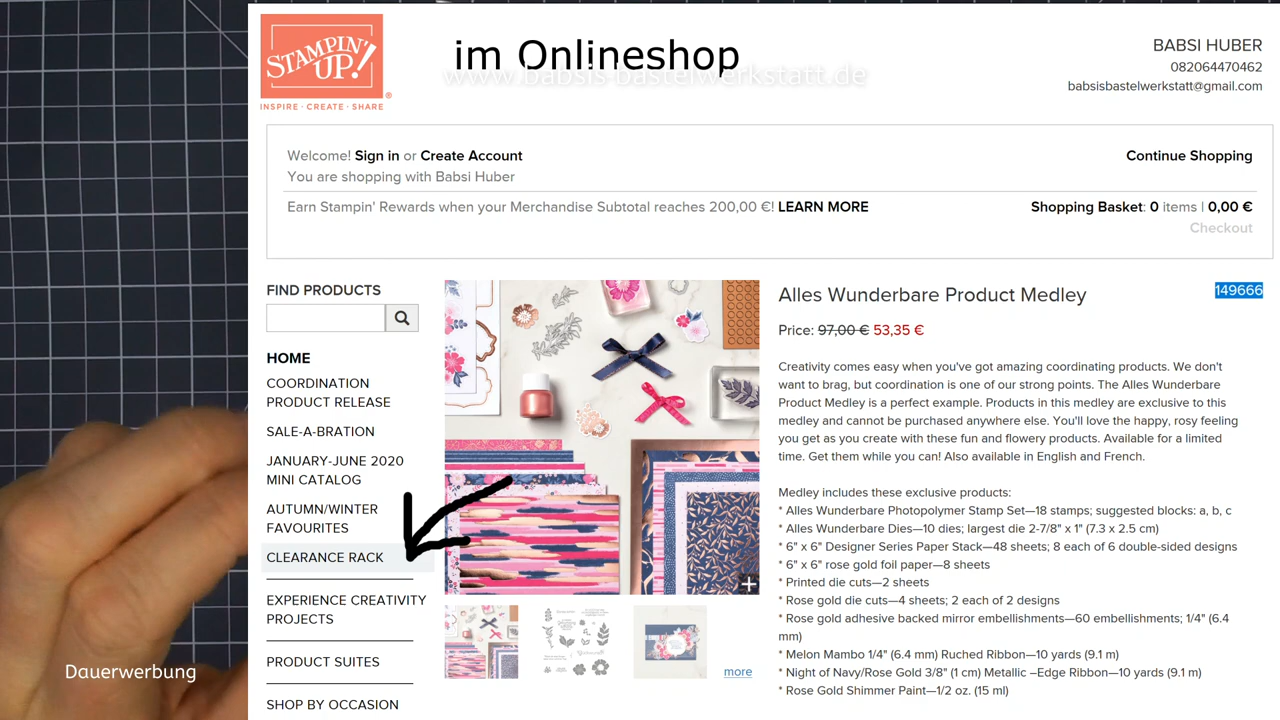 STAMPIN' UP!®
INSPIRE · CREATE · SHARE
im Onlineshop
www.babsis-bastelwerkstatt.de
BABSI HUBER
082064470462
babsisbastelwerkstatt@gmail.com
Welcome! Sign in or Create Account
You are shopping with Babsi Huber
Continue Shopping
Earn Stampin' Rewards when your Merchandise Subtotal reaches 200,00 €! LEARN MORE
Shopping Basket: 0 items | 0,00 €
Checkout
FIND PRODUCTS
HOME
COORDINATION
PRODUCT RELEASE
SALE-A-BRATION
JANUARY-JUNE 2020
MINI CATALOG
AUTUMN/WINTER
FAVOURITES
CLEARANCE RACK
EXPERIENCE CREATIVITY
PROJECTS
PRODUCT SUITES
SHOP BY OCCASION
more
Alles Wunderbare Product Medley
149666
Price: 97,00 € 53,35 €
Creativity comes easy when you've got amazing coordinating products. We don't
want to brag, but coordination is one of our strong points. The Alles Wunderbare
Product Medley is a perfect example. Products in this medley are exclusive to this
medley and cannot be purchased anywhere else. You'll love the happy, rosy feeling
you get as you create with these fun and flowery products. Available for a limited
time. Get them while you can! Also available in English and French.
Medley includes these exclusive products:
* Alles Wunderbare Photopolymer Stamp Set—18 stamps; suggested blocks: a, b, c
* Alles Wunderbare Dies—10 dies; largest die 2-7/8" x 1" (7.3 x 2.5 cm)
* 6" x 6" Designer Series Paper Stack—48 sheets; 8 each of 6 double-sided designs
* 6" x 6" rose gold foil paper—8 sheets
* Printed die cuts—2 sheets
* Rose gold die cuts—4 sheets; 2 each of 2 designs
* Rose gold adhesive backed mirror embellishments—60 embellishments; 1/4" (6.4
mm)
* Melon Mambo 1/4" (6.4 mm) Ruched Ribbon—10 yards (9.1 m)
* Night of Navy/Rose Gold 3/8" (1 cm) Metallic –Edge Ribbon—10 yards (9.1 m)
* Rose Gold Shimmer Paint—1/2 oz. (15 ml)
Dauerwerbung